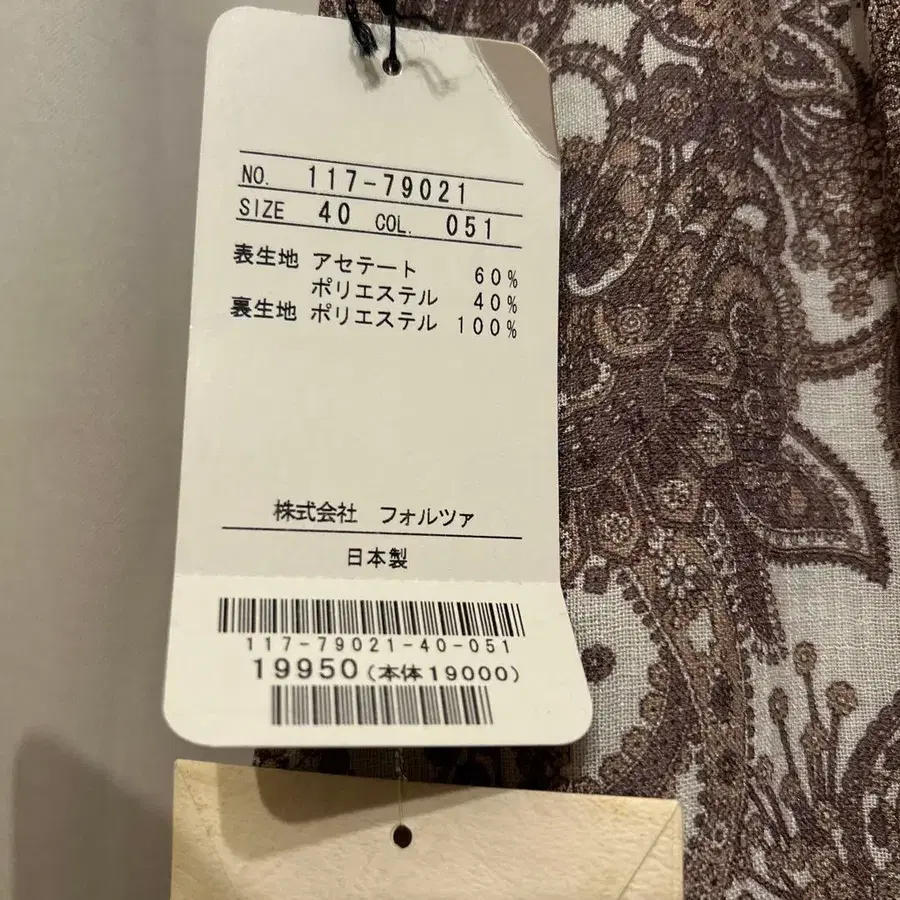 NO. 117-79021
SIZE 40 COL. 051
表生地 アセテート 60%
ポリエステル 40%
裏生地 ポリエステル 100%
株式会社 フォルツァ
日本製
117-79021-40-051
19950(本体19000)